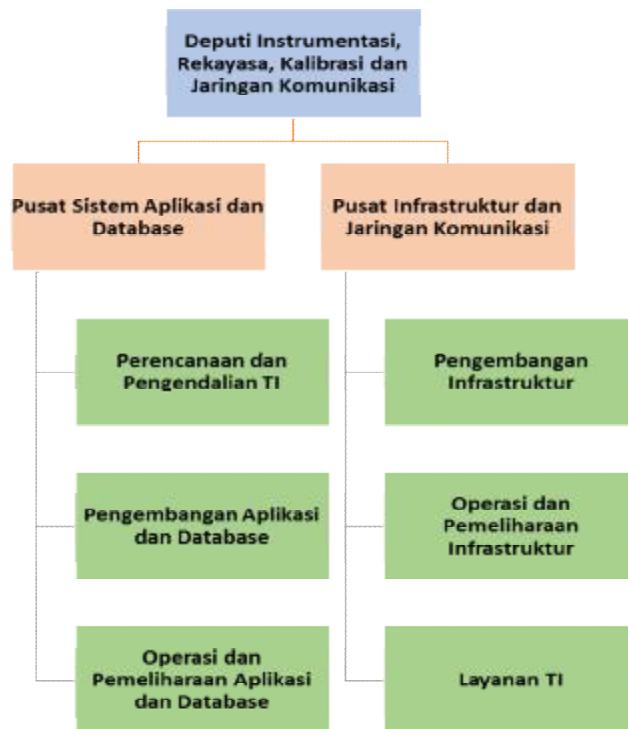 Deputi Instrumentasi,
Rekayasa, Kalibrasi dan
Jaringan Komunikasi
Pusat Sistem Aplikasi dan
Database
Pusat Infrastruktur dan
Jaringan Komunikasi
Perencanaan dan
Pengendalian TI
Pengembangan
Infrastruktur
Pengembangan Aplikasi
dan Database
Operasi dan
Pemeliharaan
Infrastruktur
Operasi dan
Pemeliharaan Aplikasi
dan Database
Layanan TI